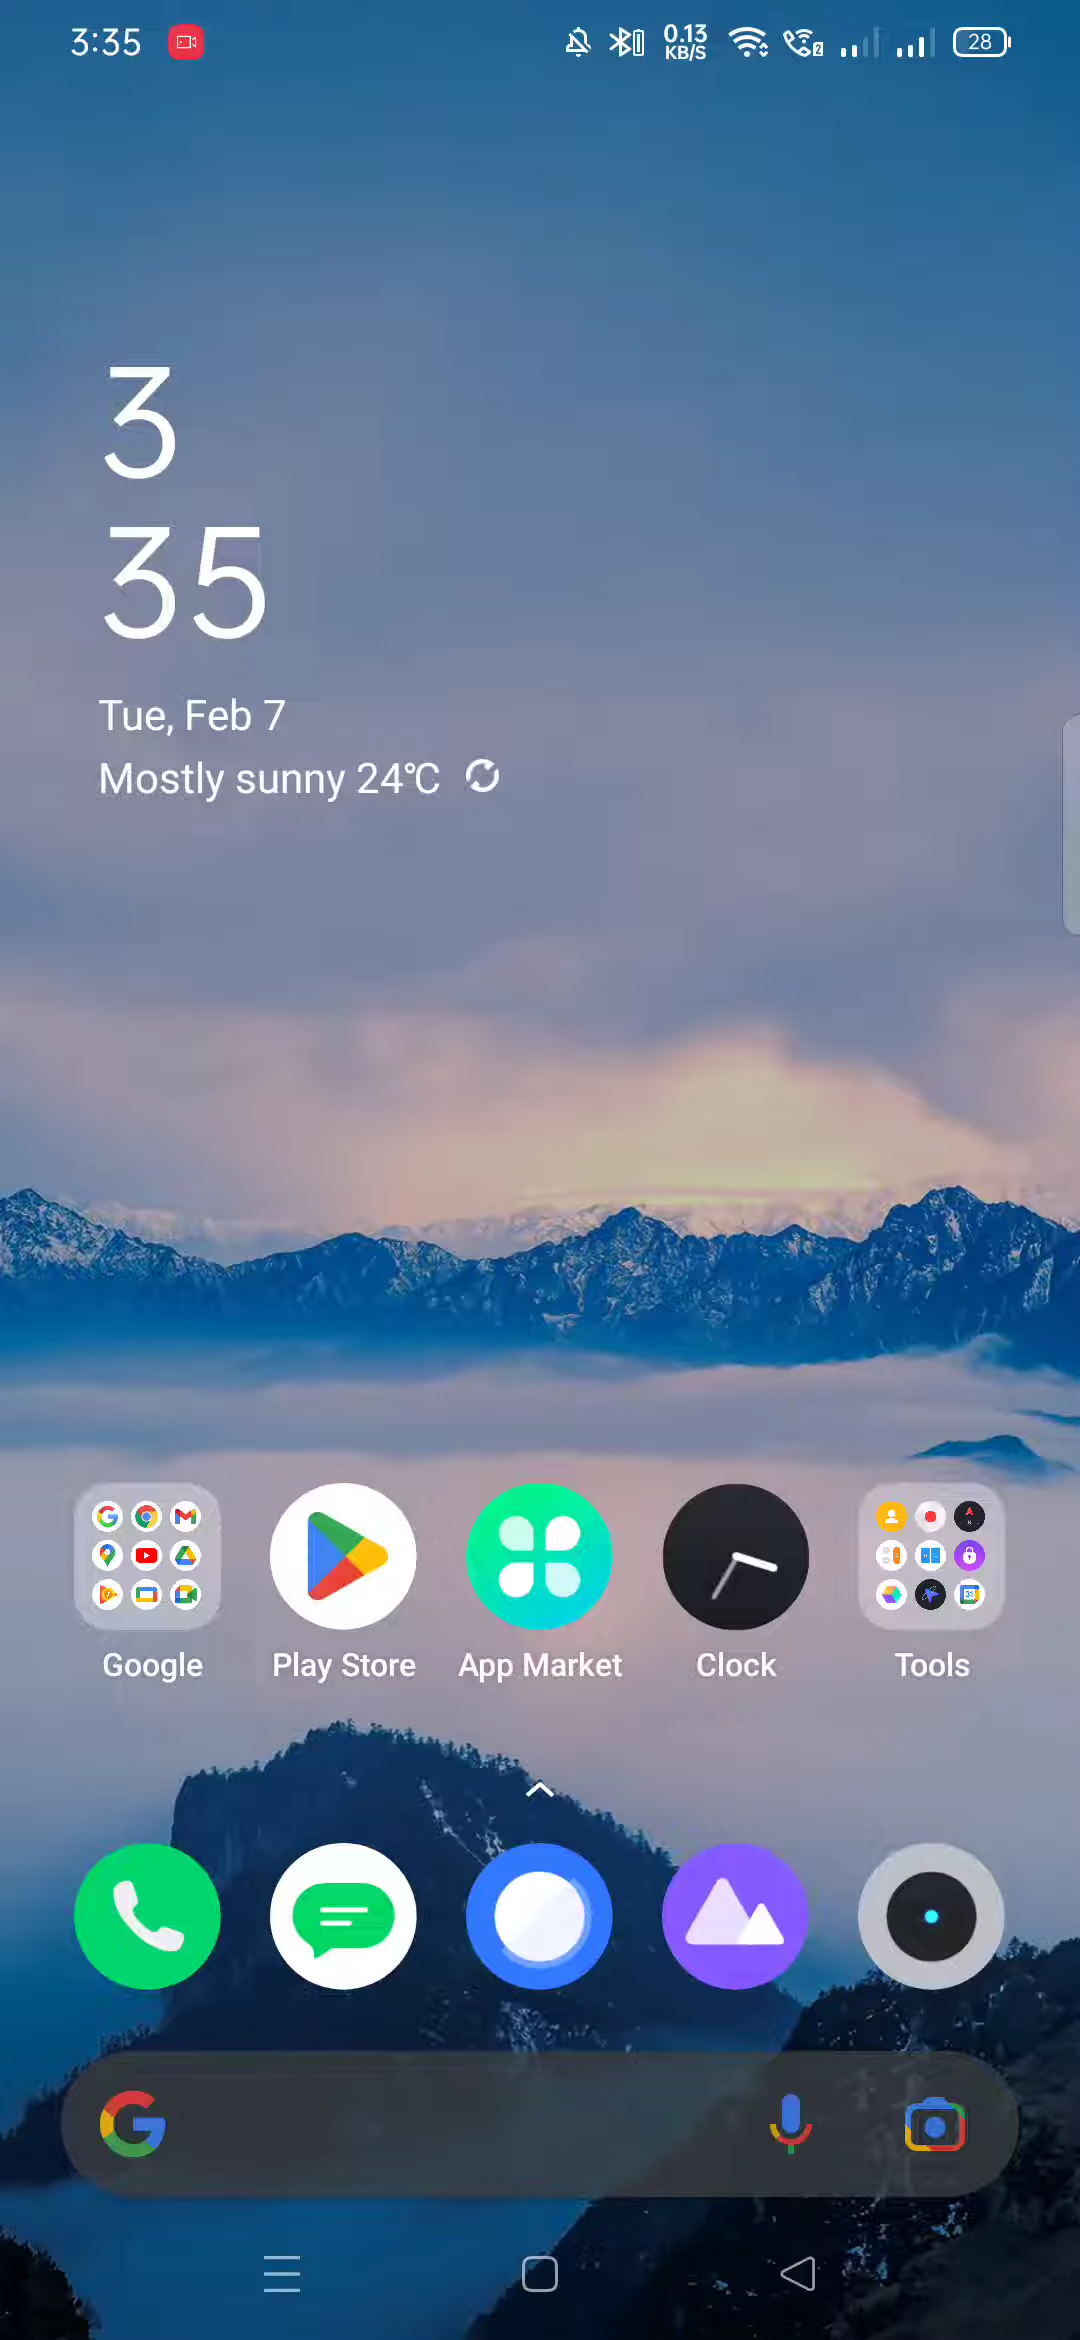 3:35
0.13
KB/S
2
28
3
35
Tue, Feb 7
Mostly sunny 24℃
Google
Play Store
App Market
Clock
Tools